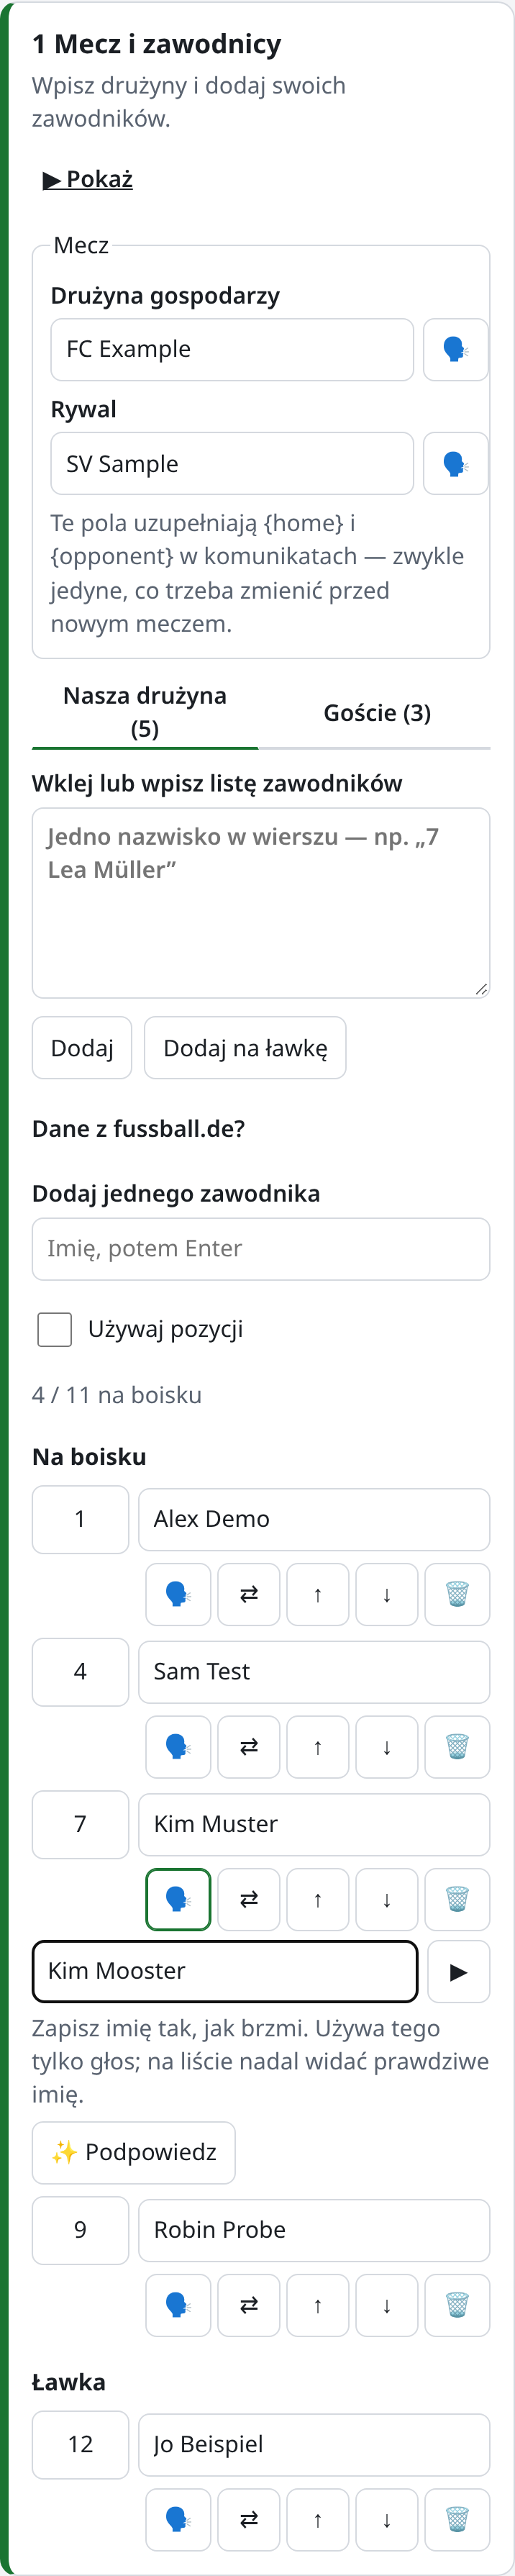 1 Mecz i zawodnicy
Wpisz drużyny i dodaj swoich
zawodników.
▶ Pokaż
Mecz
Drużyna gospodarzy
FC Example
Rywal
SV Sample
Te pola uzupełniają {home} i
{opponent} w komunikatach — zwykle
jedyne, co trzeba zmienić przed
nowym meczem.
Nasza drużyna
(5)
Goście (3)
Wklej lub wpisz listę zawodników
Jedno nazwisko w wierszu — np. „7
Lea Müller”
Dodaj
Dodaj na ławkę
Dane z fussball.de?
Dodaj jednego zawodnika
Imię, potem Enter
Używaj pozycji
4 / 11 na boisku
Na boisku
1 Alex Demo
⇄ ↑ ↓
4 Sam Test
⇄ ↑ ↓
7 Kim Muster
⇄ ↑ ↓
Kim Mooster ▶
Zapisz imię tak, jak brzmi. Używa tego
tylko głos; na liście nadal widać prawdziwe
imię.
✨ Podpowiedz
9 Robin Probe
⇄ ↑ ↓
Ławka
12 Jo Beispiel
⇄ ↑ ↓